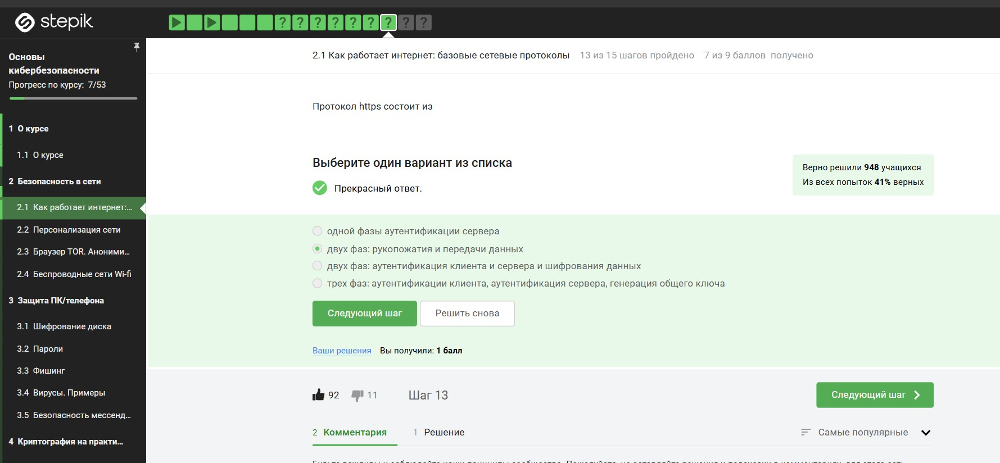 stepik
? ? ? ? ? ? ? ? ?
Основы
кибербезопасности
Прогресс по курсу: 7/53
1 О курсе
1.1 О курсе
2 Безопасность в сети
2.1 Как работает интернет:...
2.2 Персонализация сети
2.3 Браузер TOR. Аноними...
2.4 Беспроводные сети Wi-fi
3 Защита ПК/телефона
3.1 Шифрование диска
3.2 Пароли
3.3 Фишинг
3.4 Вирусы. Примеры
3.5 Безопасность мессенд...
4 Криптография на практи...
2.1 Как работает интернет: базовые сетевые протоколы 13 из 15 шагов пройдено 7 из 9 баллов получено
Протокол https состоит из
Выберите один вариант из списка
Прекрасный ответ.
Верно решили 948 учащихся
Из всех попыток 41% верных
одной фазы аутентификации сервера
двух фаз: рукопожатия и передачи данных
двух фаз: аутентификация клиента и сервера и шифрования данных
трех фаз: аутентификации клиента, аутентификация сервера, генерация общего ключа
Следующий шаг Решить снова
Ваши решения Вы получили: 1 балл
92 11 Шаг 13 Следующий шаг
2 Комментария 1 Решение Самые популярные